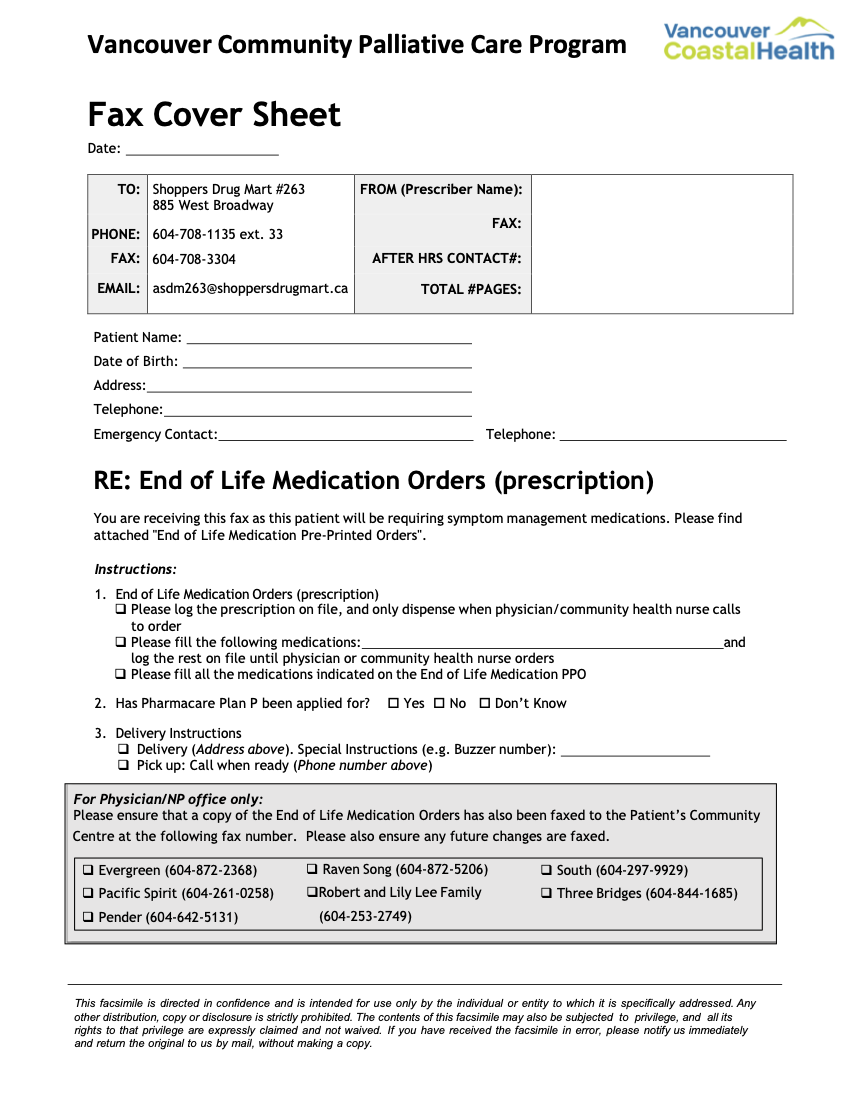 Vancouver Community Palliative Care Program
Vancouver
CoastalHealth
Fax Cover Sheet
Date: ____________________
TO: Shoppers Drug Mart #263
885 West Broadway
PHONE: 604-708-1135 ext. 33
FAX: 604-708-3304
EMAIL: asdm263@shoppersdrugmart.ca
FROM (Prescriber Name):
FAX:
AFTER HRS CONTACT#:
TOTAL #PAGES:
Patient Name: ____________________
Date of Birth: ____________________
Address:____________________
Telephone:____________________
Emergency Contact:____________________ Telephone: ____________________
RE: End of Life Medication Orders (prescription)
You are receiving this fax as this patient will be requiring symptom management medications. Please find
attached "End of Life Medication Pre-Printed Orders".
Instructions:
1. End of Life Medication Orders (prescription)
❑ Please log the prescription on file, and only dispense when physician/community health nurse calls
to order
❑ Please fill the following medications:____________________and
log the rest on file until physician or community health nurse orders
❑ Please fill all the medications indicated on the End of Life Medication PPO
2. Has Pharmacare Plan P been applied for? ☐ Yes ☐ No ☐ Don't Know
3. Delivery Instructions
❑ Delivery (Address above). Special Instructions (e.g. Buzzer number): ____________________
❑ Pick up: Call when ready (Phone number above)
For Physician/NP office only:
Please ensure that a copy of the End of Life Medication Orders has also been faxed to the Patient's Community
Centre at the following fax number. Please also ensure any future changes are faxed.
❑ Evergreen (604-872-2368) ❑ Raven Song (604-872-5206) ❑ South (604-297-9929)
❑ Pacific Spirit (604-261-0258) ❑Robert and Lily Lee Family ❑ Three Bridges (604-844-1685)
❑ Pender (604-642-5131) (604-253-2749)
This facsimile is directed in confidence and is intended for use only by the individual or entity to which it is specifically addressed. Any
other distribution, copy or disclosure is strictly prohibited. The contents of this facsimile may also be subjected to privilege, and all its
rights to that privilege are expressly claimed and not waived. If you have received the facsimile in error, please notify us immediately
and return the original to us by mail, without making a copy.